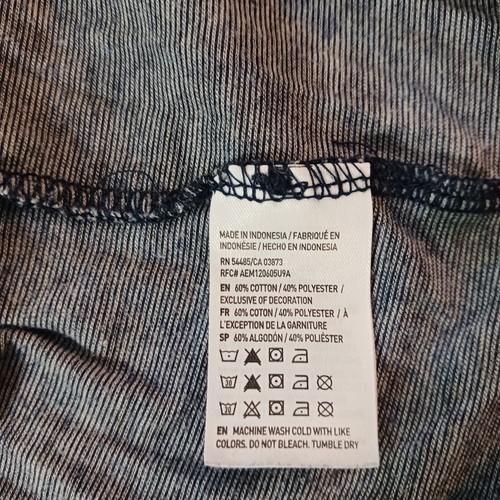 MADE IN INDONESIA / FABRIQUÉ EN
INDONÉSIE / HECHO EN INDONESIA
RN 54485/CA 03873
RFC# AEM120605U9A
EN 60% COTTON / 40% POLYESTER /
EXCLUSIVE OF DECORATION
FR 60% COTON / 40% POLYESTER / À
L'EXCEPTION DE LA GARNITURE
SP 60% ALGODÓN / 40% POLIÉSTER
30
30
EN MACHINE WASH COLD WITH LIKE
COLORS. DO NOT BLEACH. TUMBLE DRY